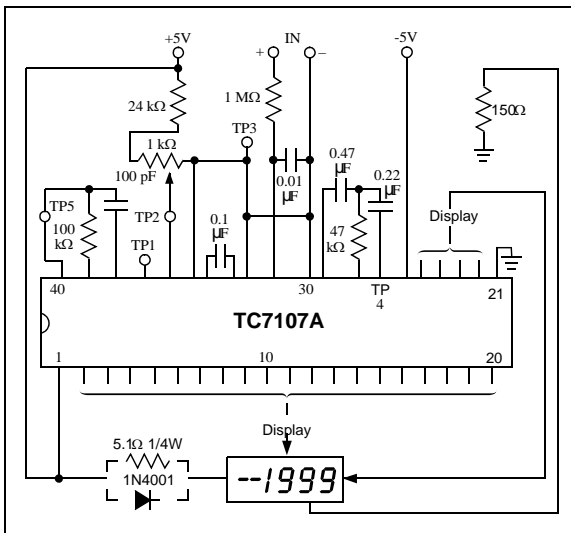 +5V
IN
-5V
+
–
24 kΩ
1 MΩ
150Ω
1 kΩ
TP3
100 pF
0.47
µF
0.01
µF
0.22
µF
TP5
100
kΩ
TP2
TP1
0.1
µF
47
kΩ
Display
40
30
TP
4
21
TC7107A
1
10
20
Display
5.1Ω 1/4W
1N4001
--1999